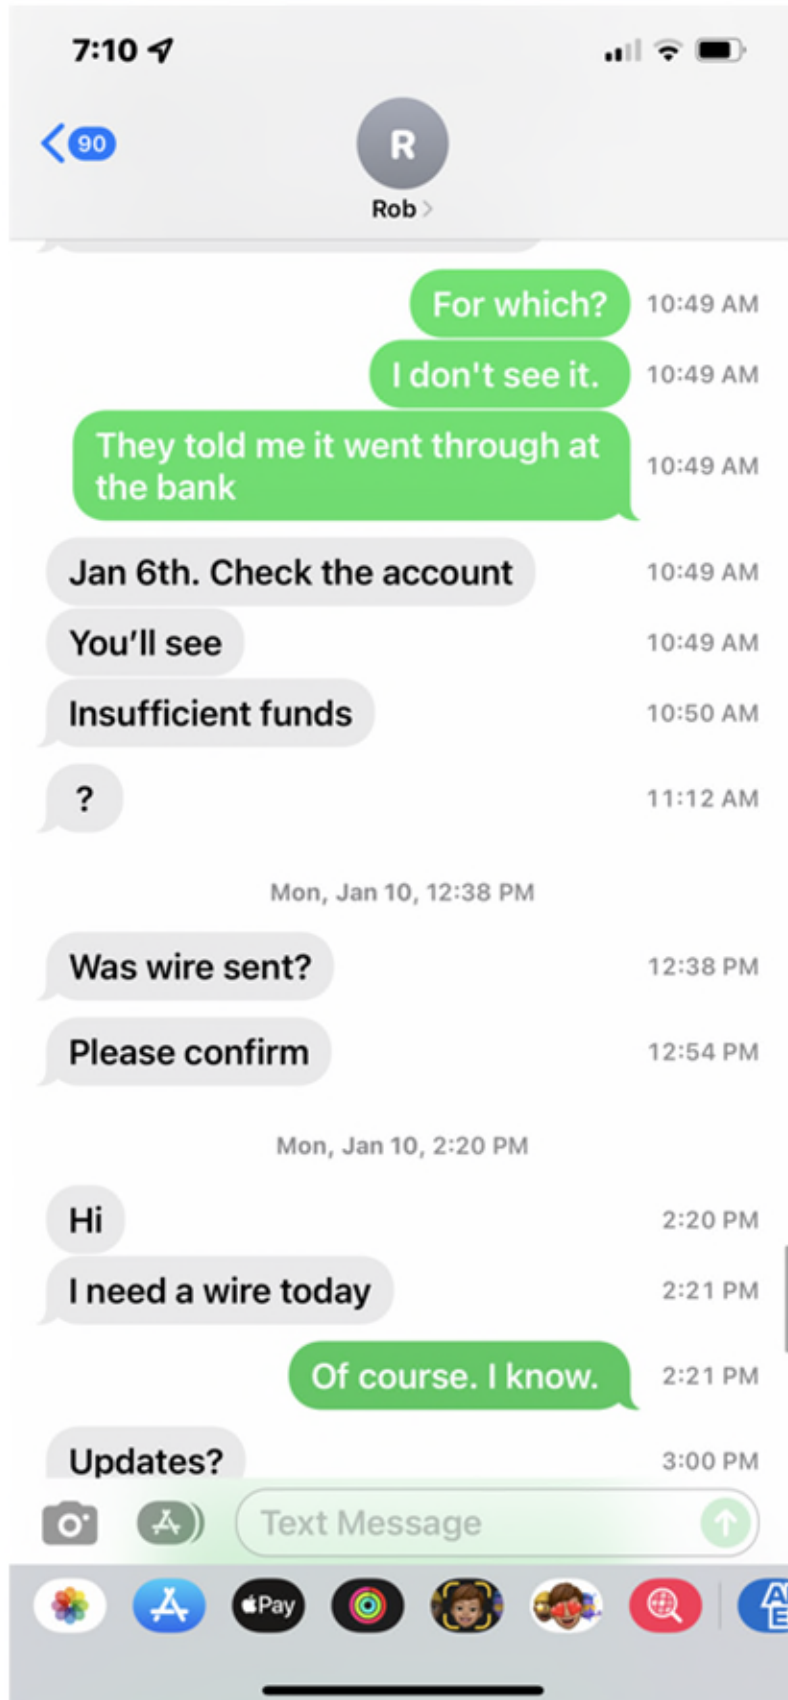 7:10
90
R
Rob
For which? 10:49 AM
I don't see it. 10:49 AM
They told me it went through at
the bank 10:49 AM
Jan 6th. Check the account 10:49 AM
You'll see 10:49 AM
Insufficient funds 10:50 AM
? 11:12 AM
Mon, Jan 10, 12:38 PM
Was wire sent? 12:38 PM
Please confirm 12:54 PM
Mon, Jan 10, 2:20 PM
Hi 2:20 PM
I need a wire today 2:21 PM
Of course. I know. 2:21 PM
Updates? 3:00 PM
Text Message
Pay